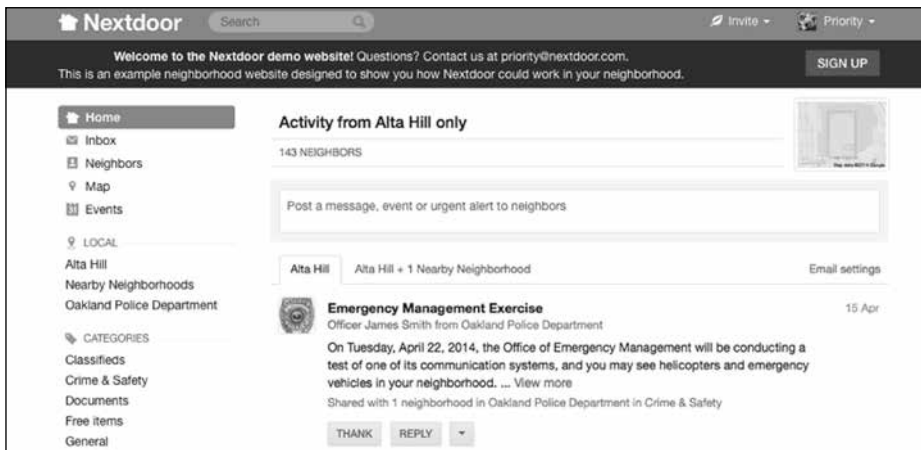 Nextdoor
Search
Invite
Priority
Welcome to the Nextdoor demo website! Questions? Contact us at priority@nextdoor.com.
This is an example neighborhood website designed to show you how Nextdoor could work in your neighborhood.
SIGN UP
Home
Inbox
Neighbors
Map
Events
LOCAL
Alta Hill
Nearby Neighborhoods
Oakland Police Department
CATEGORIES
Classifieds
Crime & Safety
Documents
Free items
General
Activity from Alta Hill only
143 NEIGHBORS
Post a message, event or urgent alert to neighbors
Alta Hill
Alta Hill + 1 Nearby Neighborhood
Email settings
Emergency Management Exercise
15 Apr
Officer James Smith from Oakland Police Department
On Tuesday, April 22, 2014, the Office of Emergency Management will be conducting a
test of one of its communication systems, and you may see helicopters and emergency
vehicles in your neighborhood. ... View more
Shared with 1 neighborhood in Oakland Police Department in Crime & Safety
THANK
REPLY